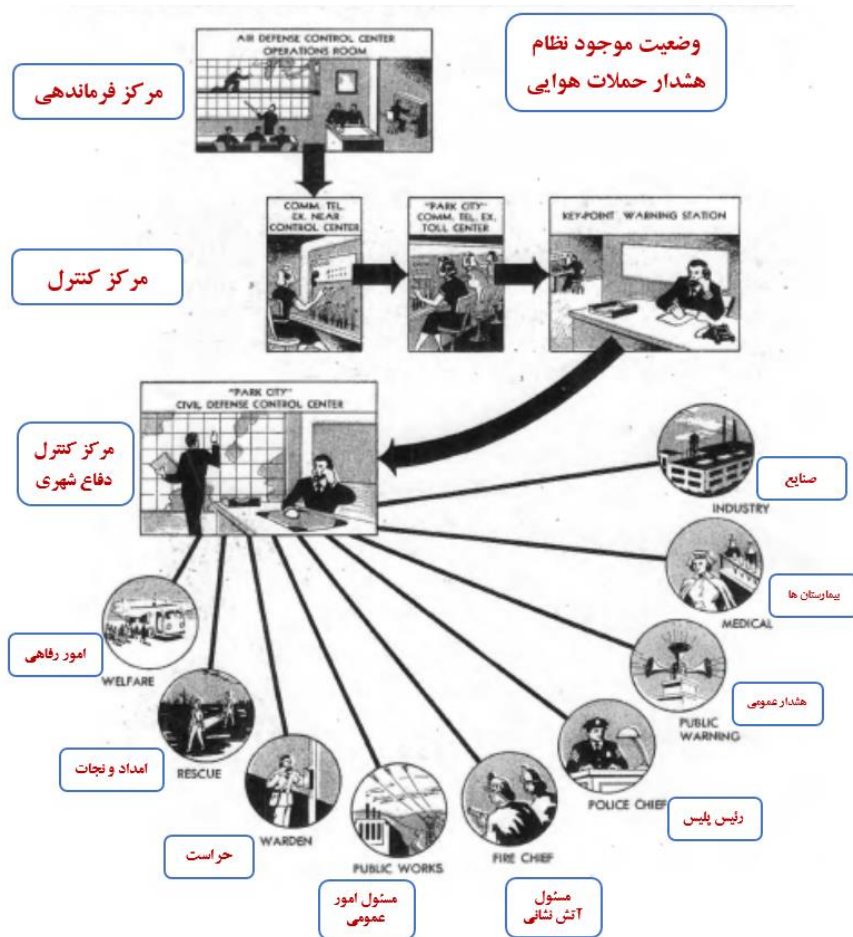 AIR DEFENSE CONTROL CENTER
OPERATIONS ROOM
وضعیت موجود نظام
هشدار حملات هوایی
مرکز فرماندهی
COMM. TEL.
EX. NEAR
CONTROL CENTER
"PARK CITY"
COMM. TEL. EX.
TOLL CENTER
KEY-POINT WARNING STATION
مرکز کنترل
"PARK CITY"
CIVIL DEFENSE CONTROL CENTER
مرکز کنترل
دفاع شهری
صنایع
INDUSTRY
بیمارستان ها
MEDICAL
هشدار عمومی
PUBLIC
WARNING
امور رفاهی
WELFARE
امداد و نجات
RESCUE
حراست
WARDEN
PUBLIC WORKS
مسئول امور
عمومی
FIRE CHIEF
مسئول
آتش نشانی
POLICE CHIEF
رئیس پلیس